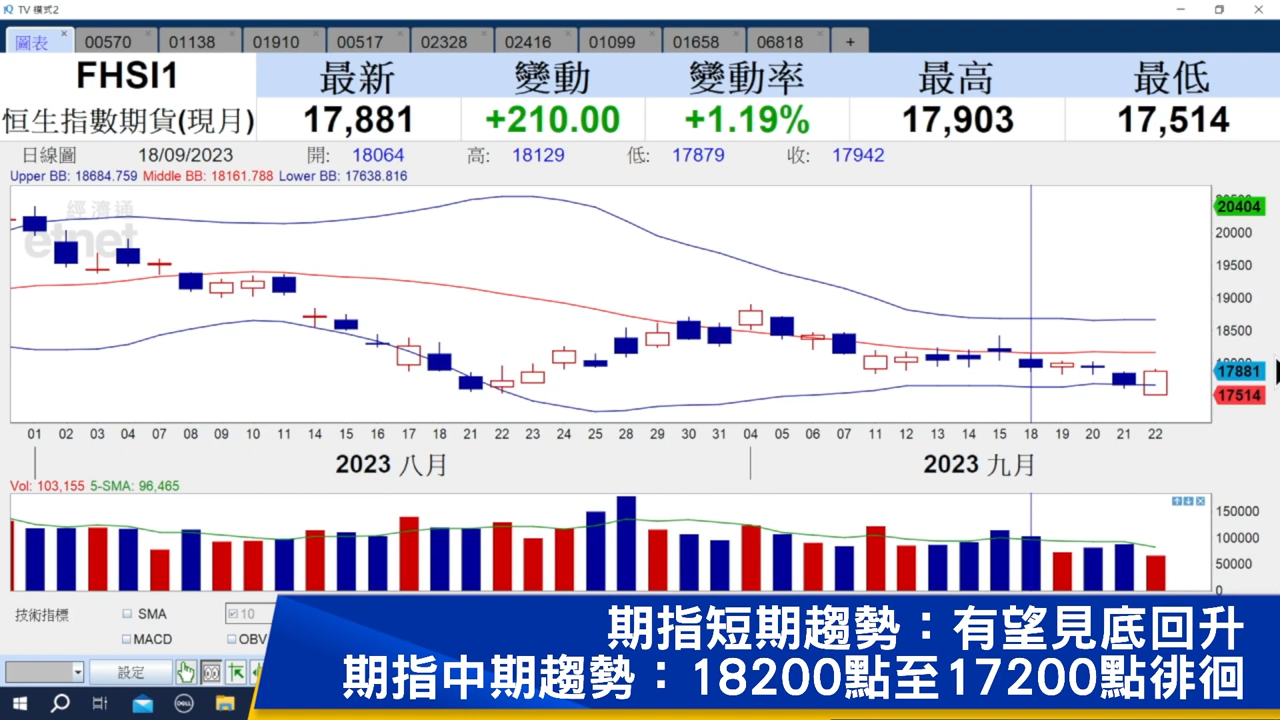 TV 模式2
圖表 00570 01138 01910 00517 02328 02416 01099 01658 06818 +
FHSI1 最新 變動 變動率 最高 最低
恒生指數期貨(現月) 17,881 +210.00 +1.19% 17,903 17,514
日線圖 18/09/2023 開: 18064 高: 18129 低: 17879 收: 17942
Upper BB: 18684.759 Middle BB: 18161.788 Lower BB: 17638.816
經濟通
etnet
20404
20000
19500
19000
18500
17881
17514
01 02 03 04 07 08 09 10 11 14 15 16 17 18 21 22 23 24 25 28 29 30 31 04 05 06 07 11 12 13 14 15 18 19 20 21 22
2023 八月 2023 九月
Vol: 103,155 5-SMA: 96,465
150000
100000
50000
0
技術指標 SMA 10
MACD OBV
設定
DELL
期指短期趨勢：有望見底回升
期指中期趨勢：18200點至17200點徘徊